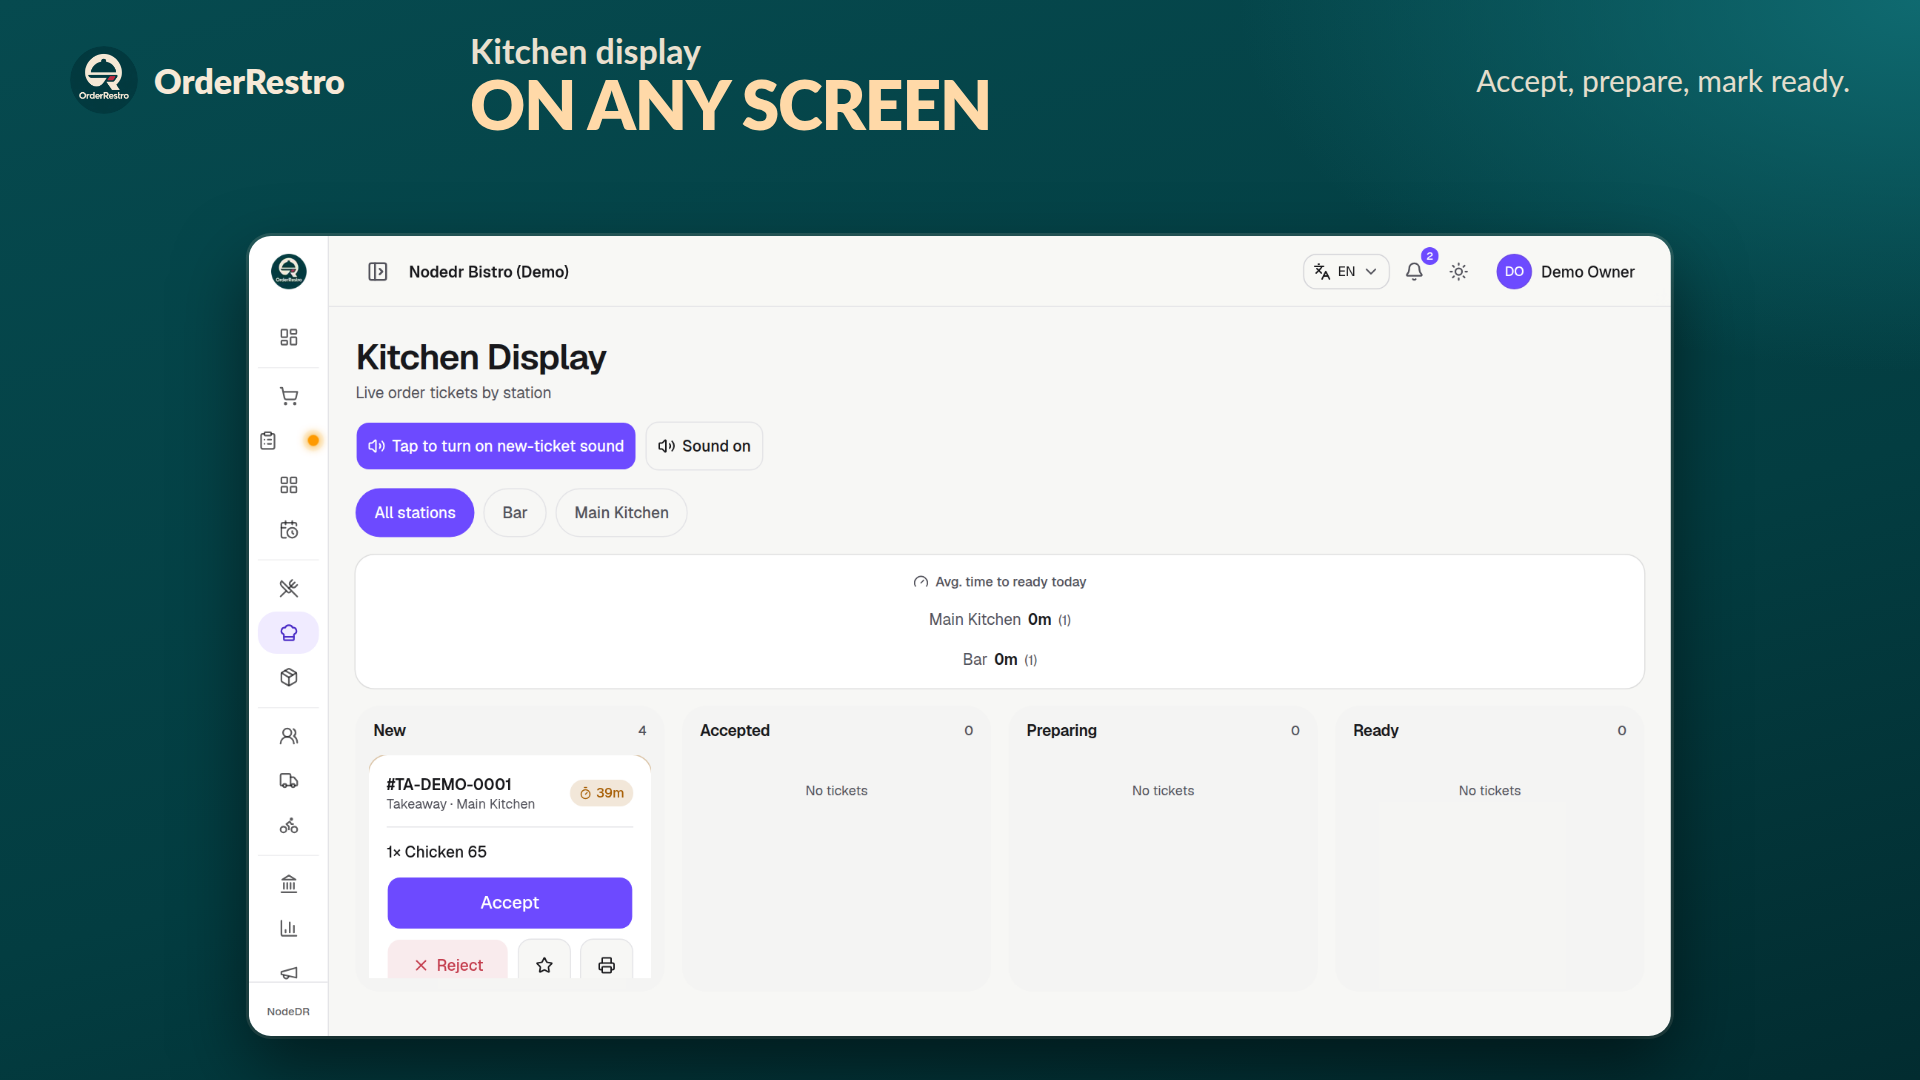 OrderRestro
OrderRestro
Kitchen display
ON ANY SCREEN
Accept, prepare, mark ready.
Nodedr Bistro (Demo)
EN
2
DO
Demo Owner
Kitchen Display
Live order tickets by station
Tap to turn on new-ticket sound
Sound on
All stations
Bar
Main Kitchen
Avg. time to ready today
Main Kitchen 0m (1)
Bar 0m (1)
New 4
#TA-DEMO-0001
Takeaway · Main Kitchen
39m
1× Chicken 65
Accept
Reject
Accepted 0
No tickets
Preparing 0
No tickets
Ready 0
No tickets
NodeDR